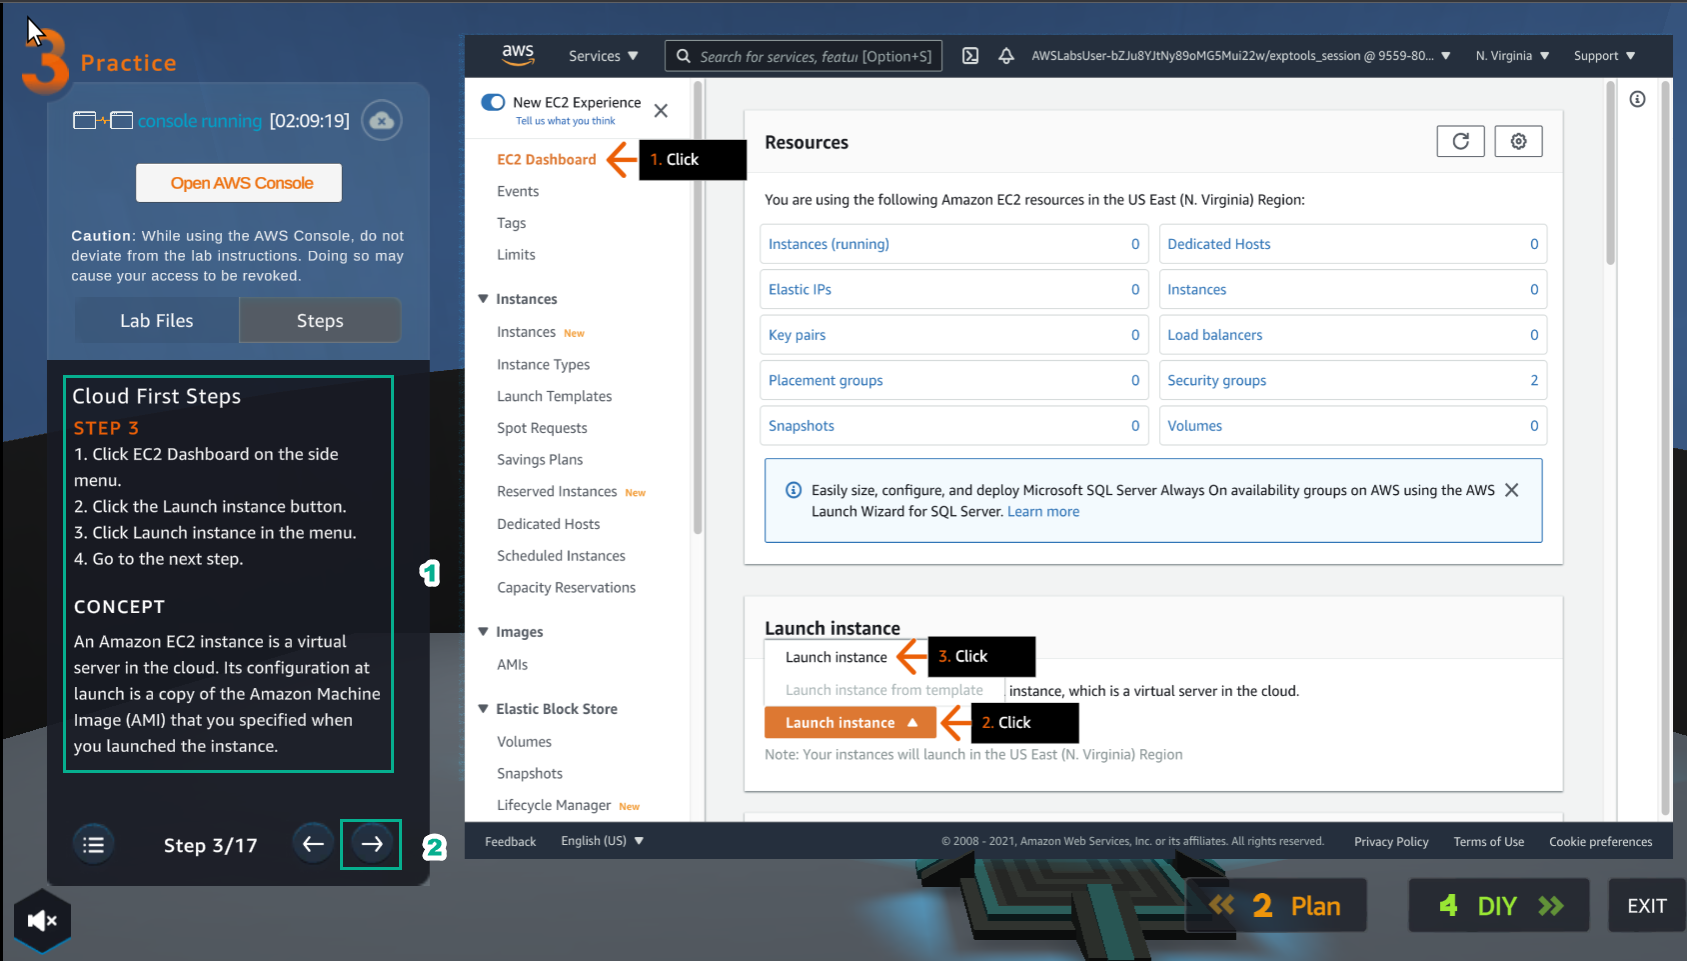 3 Practice
console running [02:09:19]
Open AWS Console
Caution: While using the AWS Console, do not
deviate from the lab instructions. Doing so may
cause your access to be revoked.
Lab Files
Steps
Cloud First Steps
STEP 3
1. Click EC2 Dashboard on the side
menu.
2. Click the Launch instance button.
3. Click Launch instance in the menu.
4. Go to the next step.
CONCEPT
An Amazon EC2 instance is a virtual
server in the cloud. Its configuration at
launch is a copy of the Amazon Machine
Image (AMI) that you specified when
you launched the instance.
1
Step 3/17
2
aws
Services
Search for services, featur [Option+S]
AWSLabsUser-bZJu8YJtNy89oMG5Mui22w/exptools_session @ 9559-80...
N. Virginia
Support
New EC2 Experience
Tell us what you think
EC2 Dashboard
1. Click
Events
Tags
Limits
Instances
Instances New
Instance Types
Launch Templates
Spot Requests
Savings Plans
Reserved Instances New
Dedicated Hosts
Scheduled Instances
Capacity Reservations
Images
AMIs
Elastic Block Store
Volumes
Snapshots
Lifecycle Manager New
Resources
You are using the following Amazon EC2 resources in the US East (N. Virginia) Region:
Instances (running) 0
Dedicated Hosts 0
Elastic IPs 0
Instances 0
Key pairs 0
Load balancers 0
Placement groups 0
Security groups 2
Snapshots 0
Volumes 0
Easily size, configure, and deploy Microsoft SQL Server Always On availability groups on AWS using the AWS
Launch Wizard for SQL Server. Learn more
Launch instance
Launch instance
3. Click
Launch instance from template
instance, which is a virtual server in the cloud.
Launch instance
2. Click
Note: Your instances will launch in the US East (N. Virginia) Region
Feedback
English (US)
© 2008 - 2021, Amazon Web Services, Inc. or its affiliates. All rights reserved.
Privacy Policy
Terms of Use
Cookie preferences
2 Plan
4 DIY
EXIT